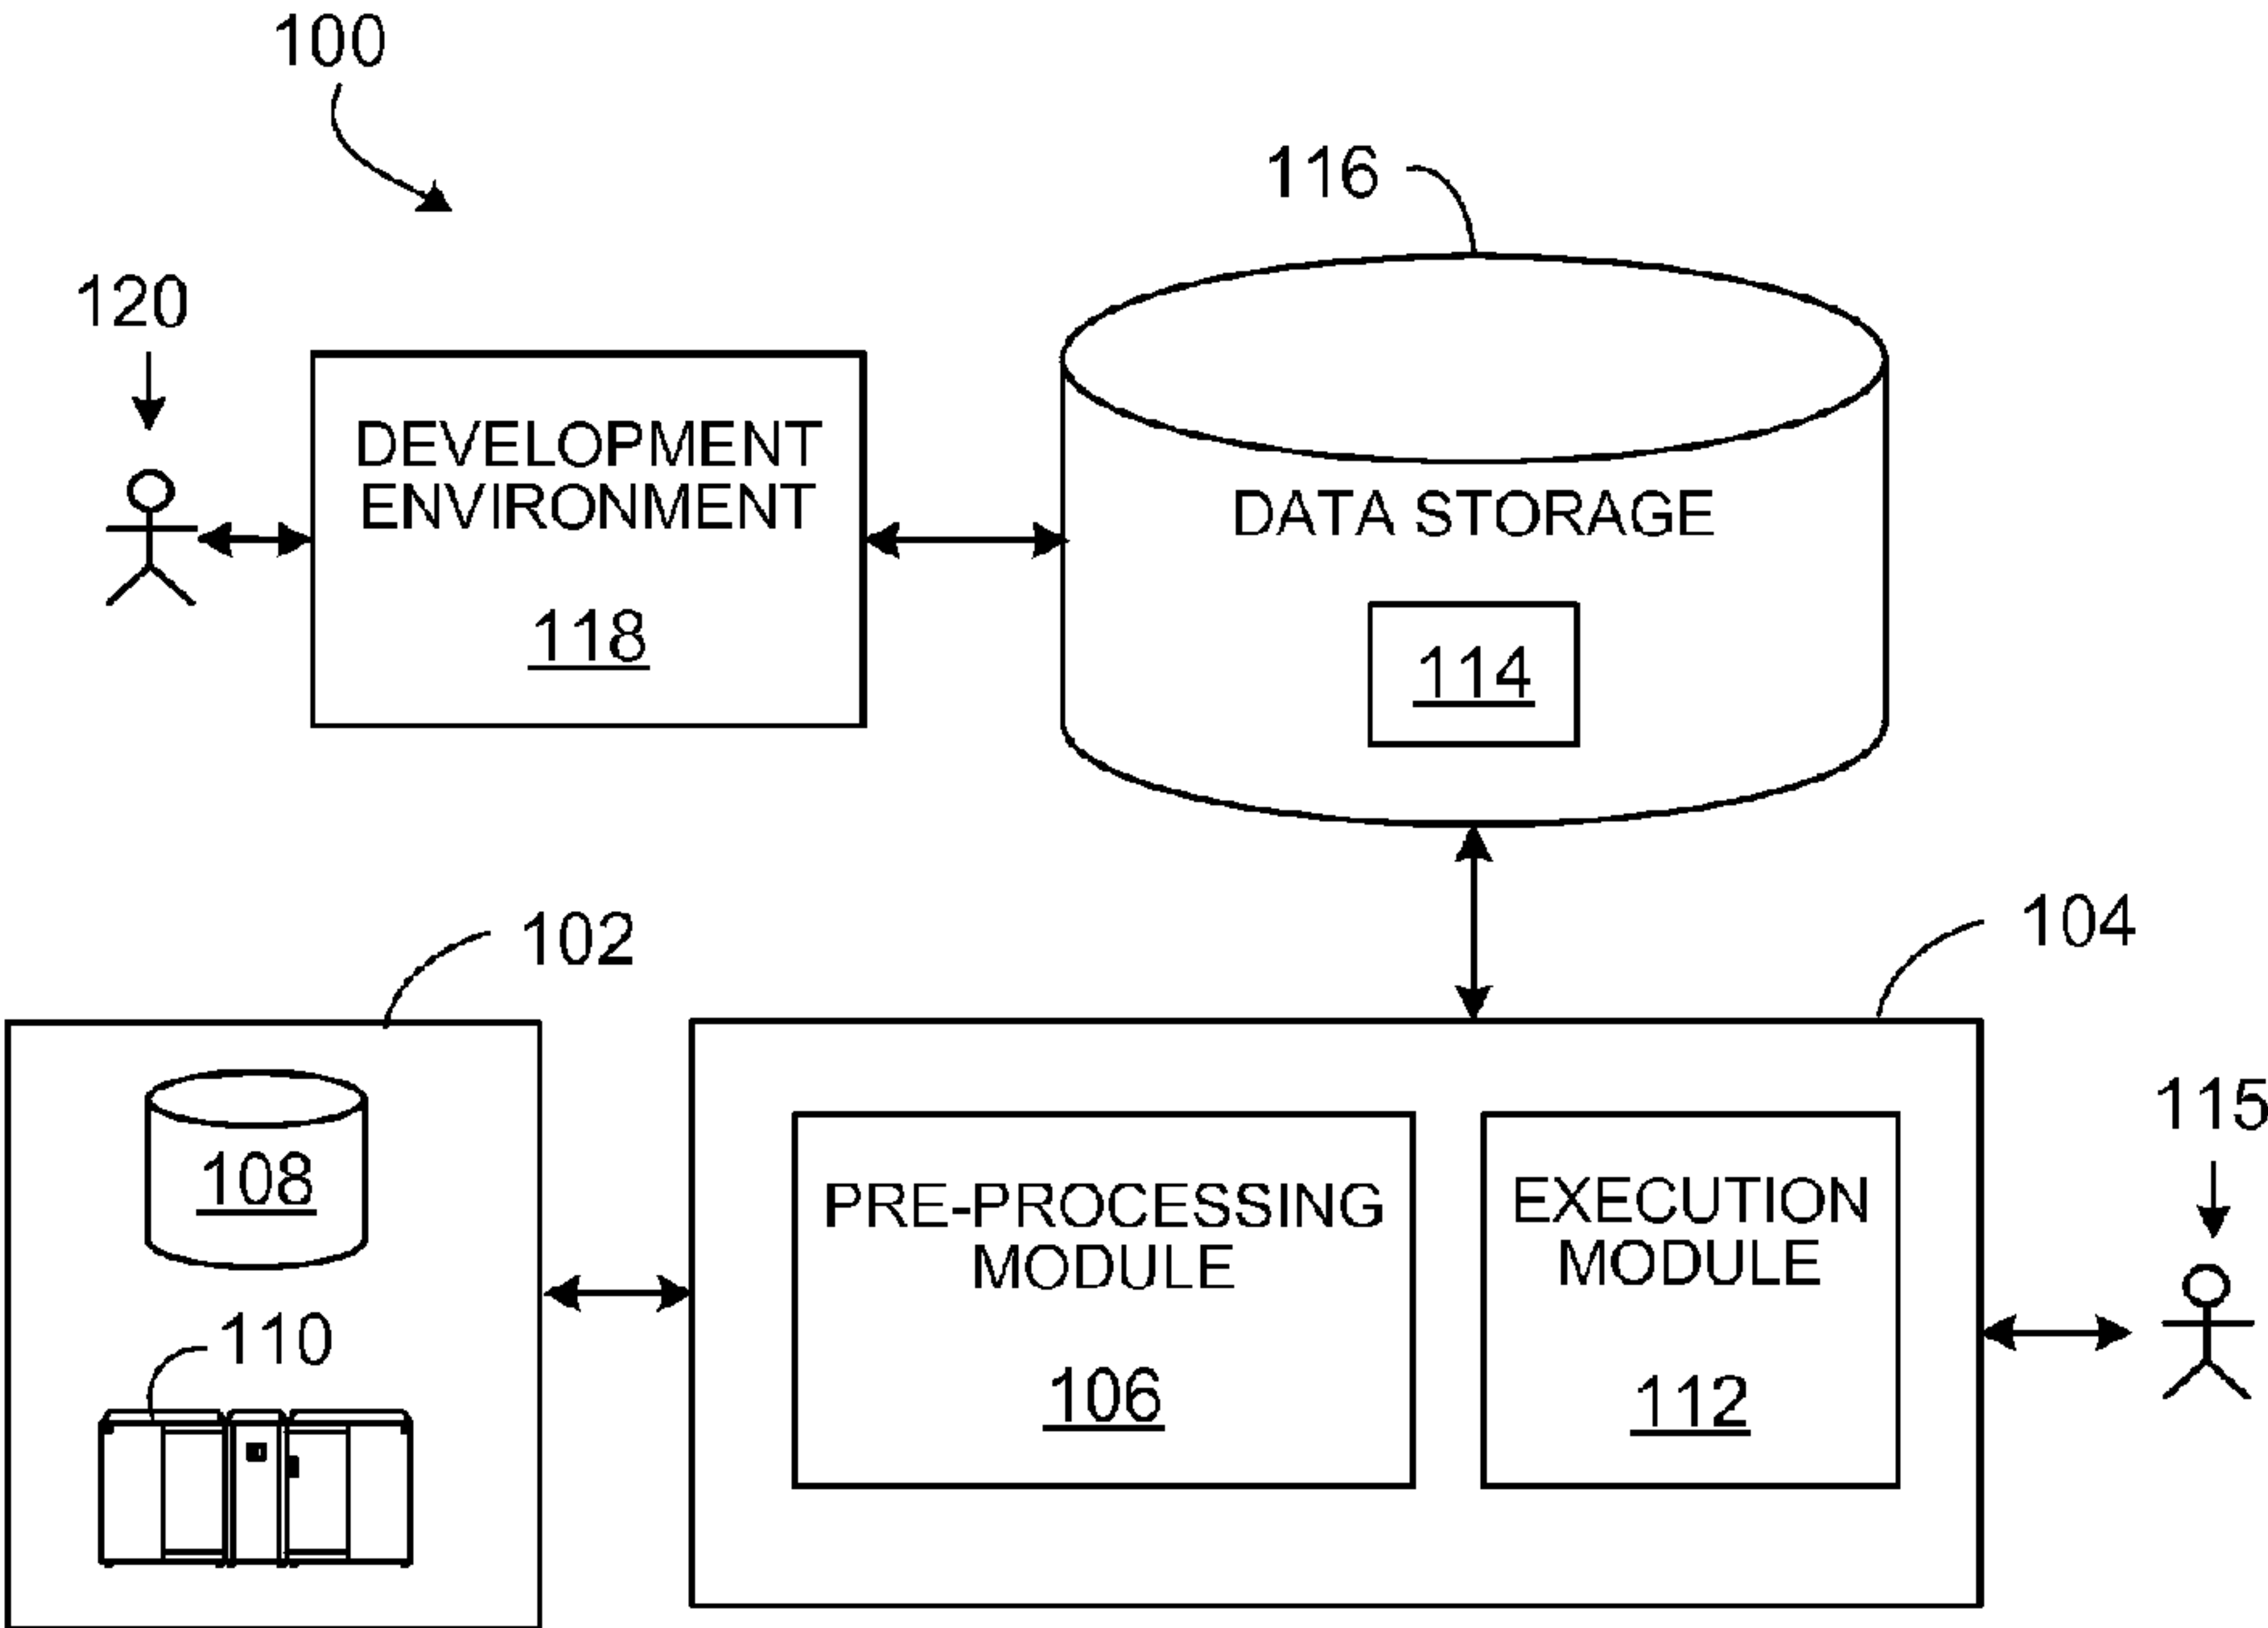 100
116
120
DEVELOPMENT
ENVIRONMENT
118
DATA STORAGE
114
102
104
108
110
PRE-PROCESSING
MODULE
106
EXECUTION
MODULE
112
115